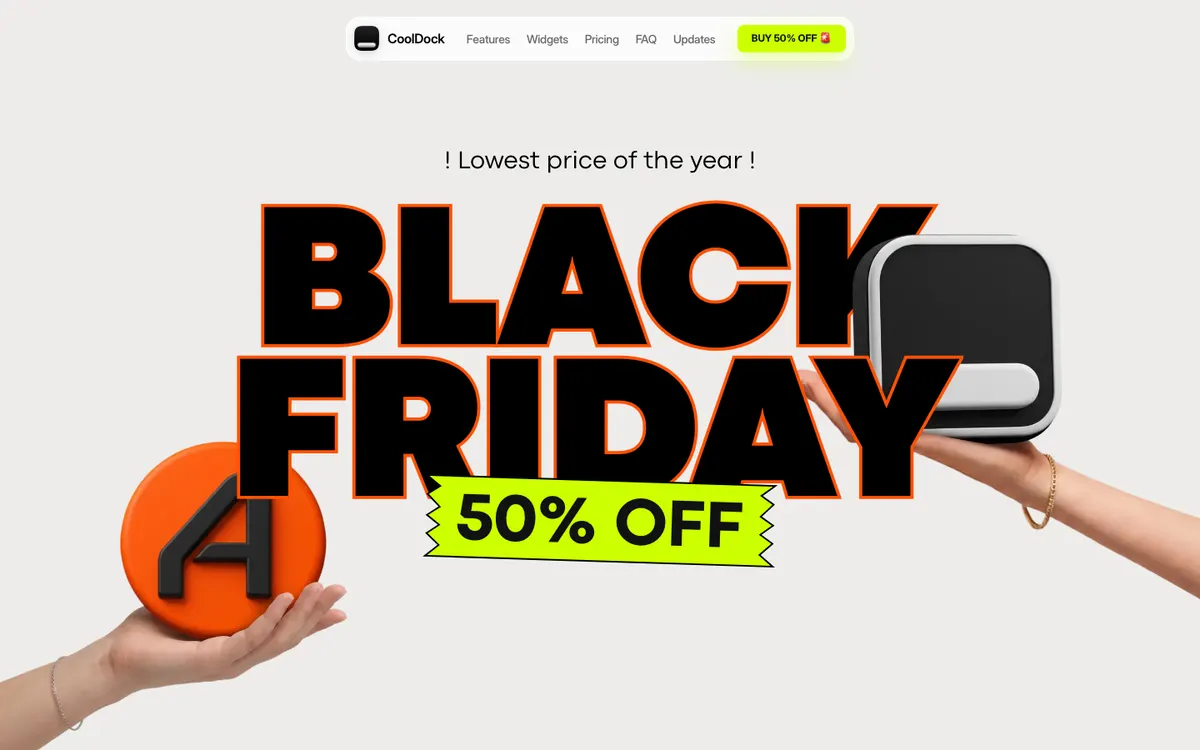 CoolDock
Features
Widgets
Pricing
FAQ
Updates
BUY 50% OFF 🚨
! Lowest price of the year !
BLACK
FRIDAY
50% OFF
A